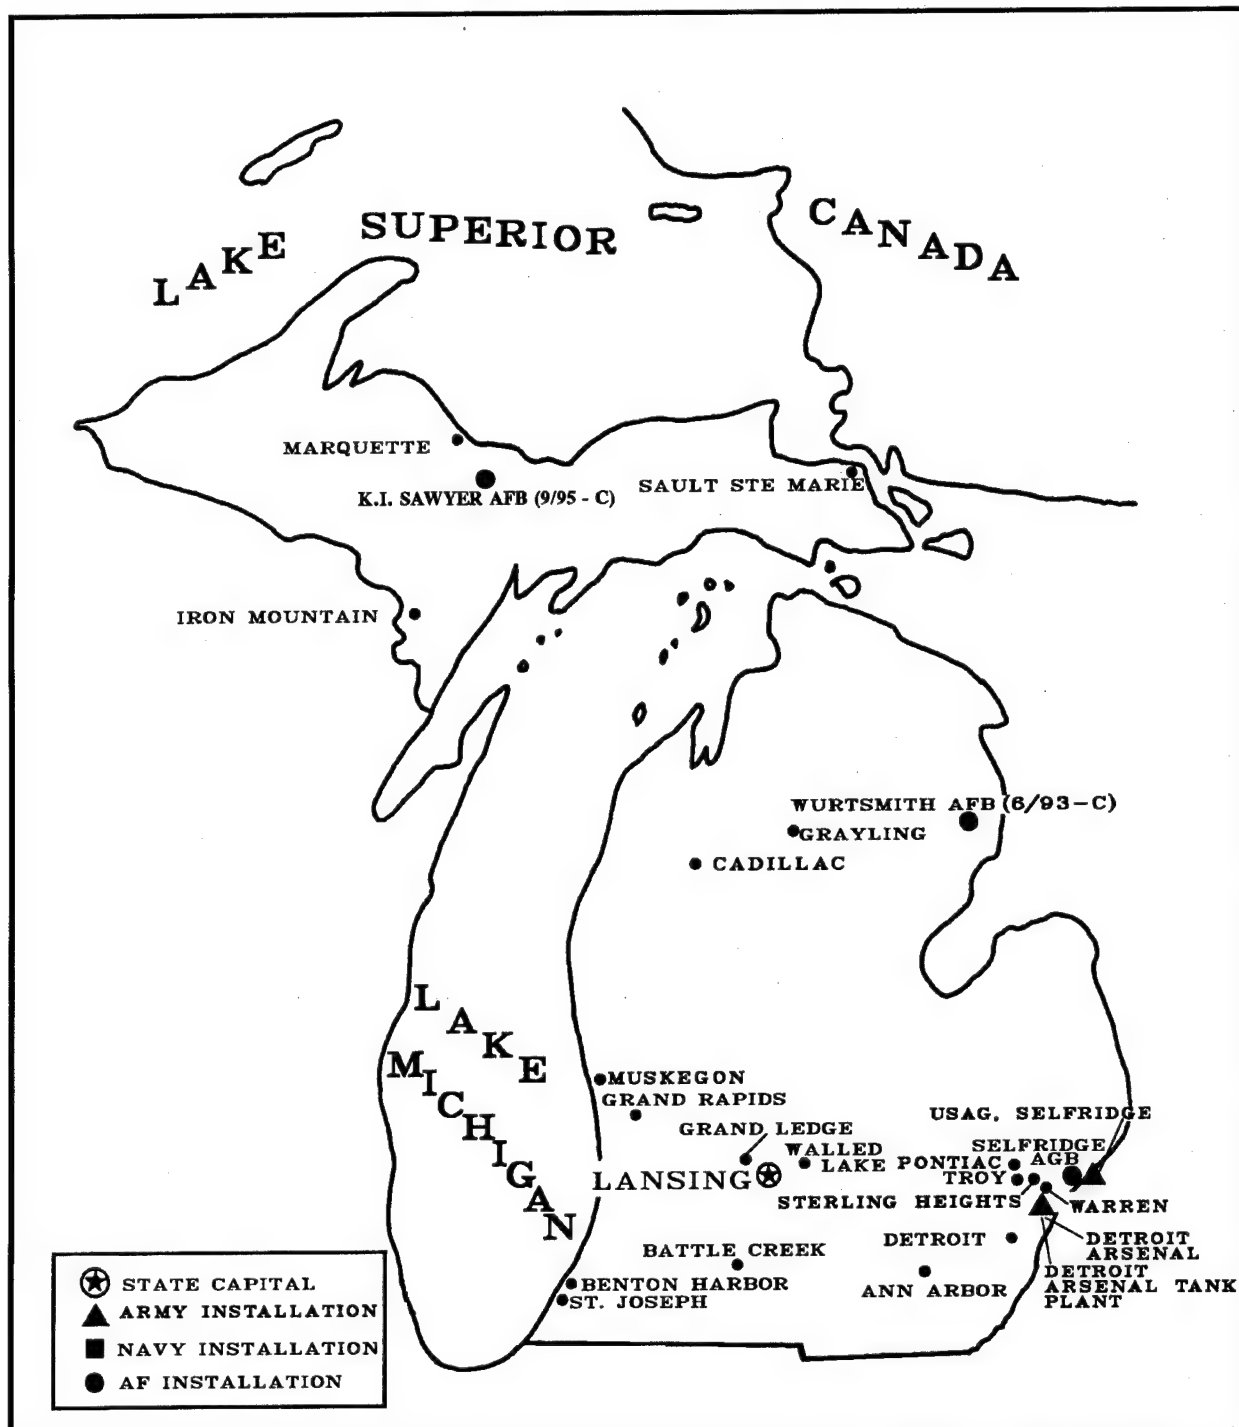 LAKE SUPERIOR
CANADA
MARQUETTE
K.I. SAWYER AFB (9/95 - C)
SAULT STE MARIE
IRON MOUNTAIN
WURTSMITH AFB (6/93-C)
GRAYLING
CADILLAC
LAKE
MICHIGAN
MUSKEGON
GRAND RAPIDS
USAG, SELFRIDGE
GRAND LEDGE
SELFRIDGE
AGB
WALLED
LAKE
PONTIAC
LANSING
TROY
STERLING HEIGHTS
WARREN
DETROIT
DETROIT
ARSENAL
BATTLE CREEK
ANN ARBOR
DETROIT
ARSENAL TANK
PLANT
BENTON HARBOR
ST. JOSEPH
STATE CAPITAL
ARMY INSTALLATION
NAVY INSTALLATION
AF INSTALLATION